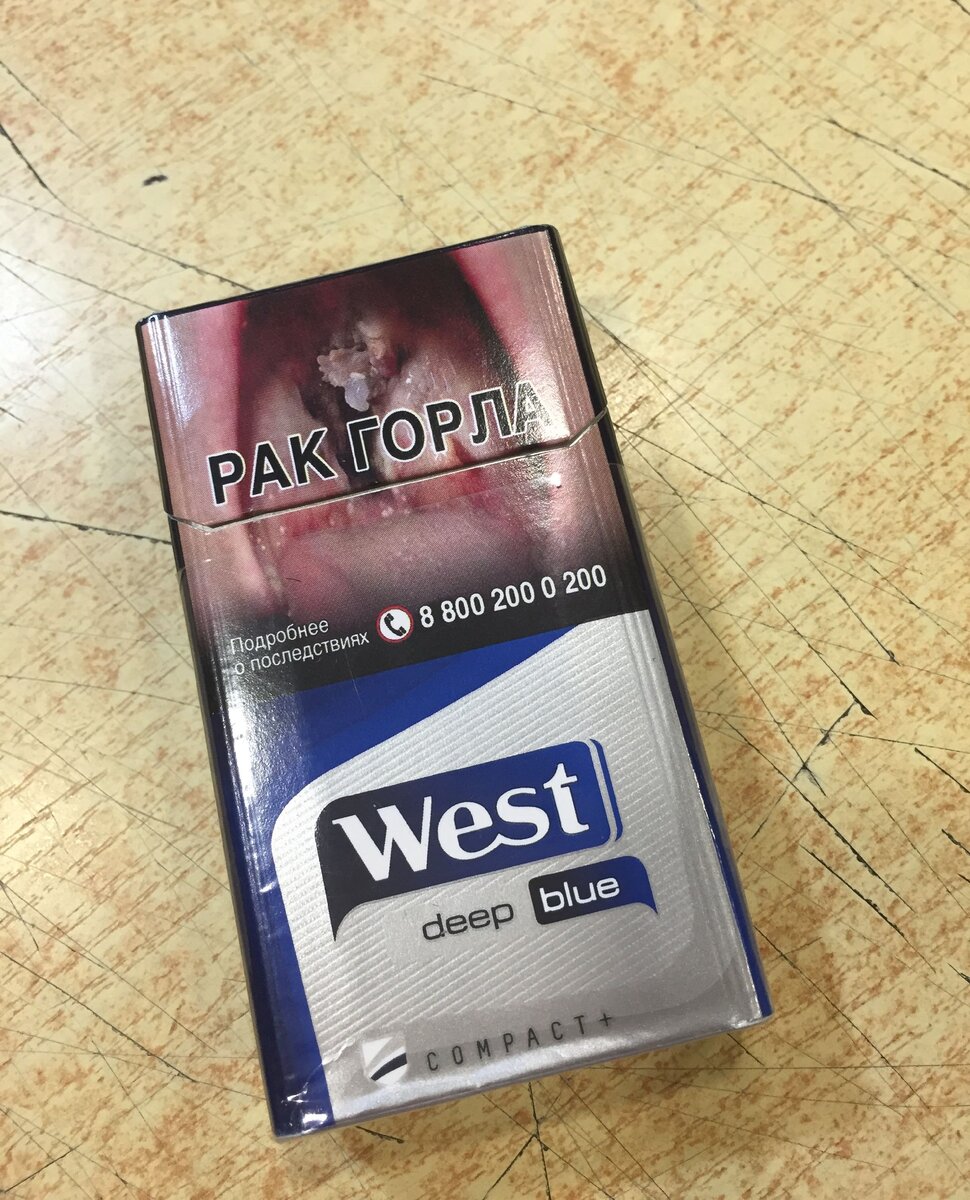 РАК ГОРЛА
Подробнее
о последствиях
8 800 200 0 200
West
deep blue
COMPACT+